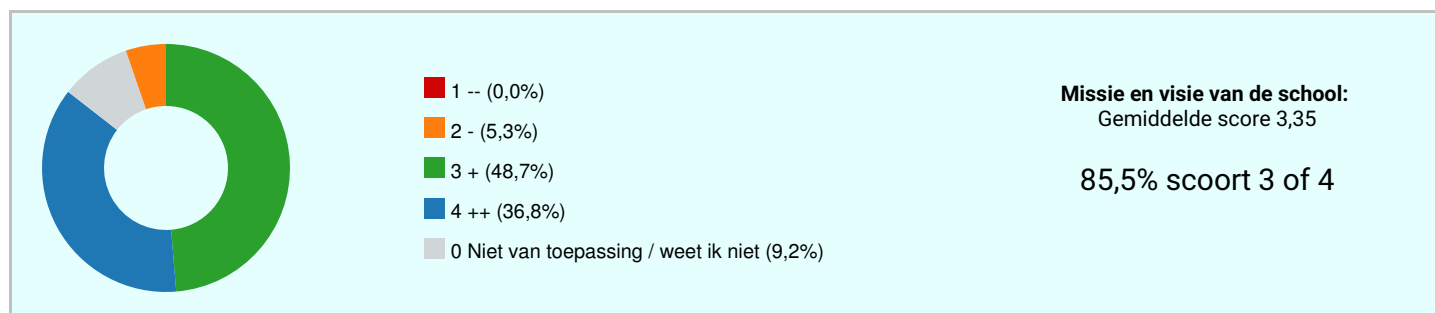 1 -- (0,0%)
2 - (5,3%)
3 + (48,7%)
4 ++ (36,8%)
0 Niet van toepassing / weet ik niet (9,2%)
Missie en visie van de school:
Gemiddelde score 3,35
85,5% scoort 3 of 4